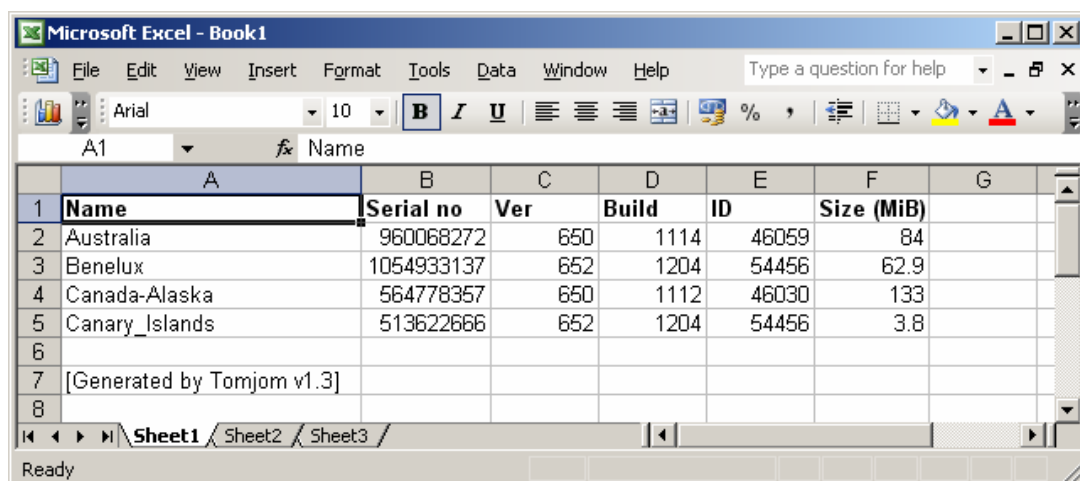 Microsoft Excel - Book1
File Edit View Insert Format Tools Data Window Help Type a question for help
Arial 10 B I U % , A
A1 fx Name
A B C D E F G
1 Name Serial no Ver Build ID Size (MiB)
2 Australia 960068272 650 1114 46059 84
3 Benelux 1054933137 652 1204 54456 62.9
4 Canada-Alaska 564778357 650 1112 46030 133
5 Canary_Islands 513622666 652 1204 54456 3.8
6
7 [Generated by Tomjom v1.3]
8
Sheet1 / Sheet2 / Sheet3 /
Ready